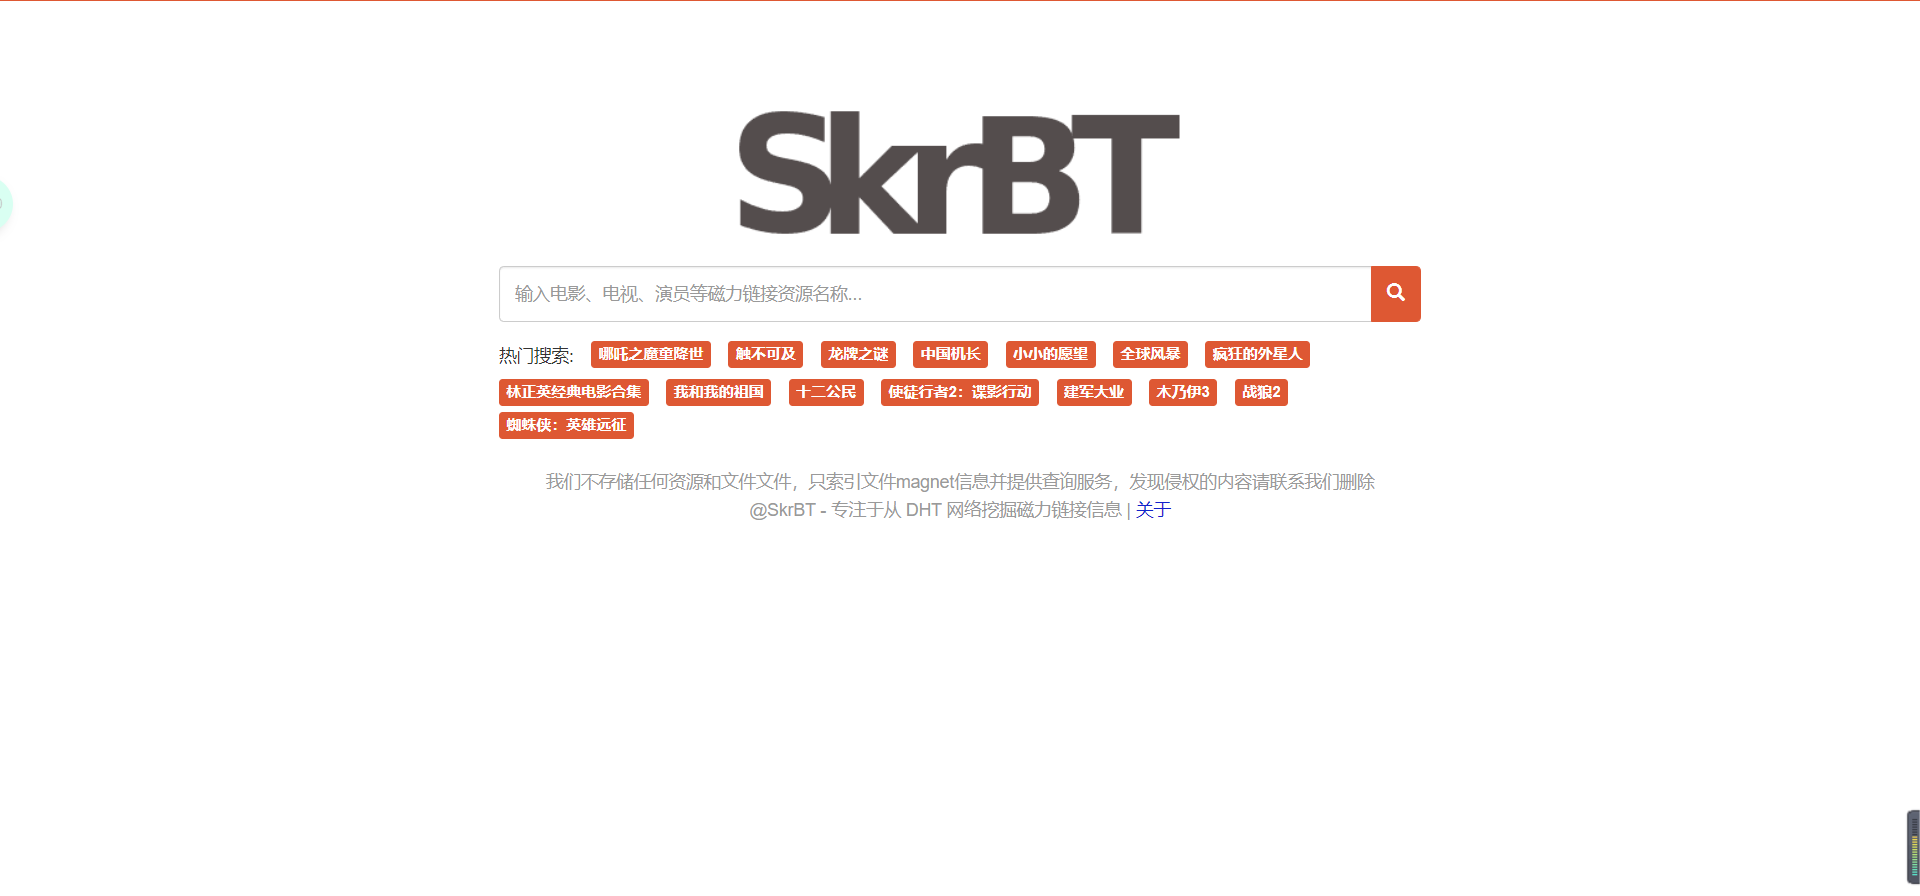 SkrBT
输入电影、电视、演员等磁力链接资源名称...
热门搜索: 哪吒之魔童降世 触不可及 龙牌之谜 中国机长 小小的愿望 全球风暴 疯狂的外星人
林正英经典电影合集 我和我的祖国 十二公民 使徒行者2：谍影行动 建军大业 木乃伊3 战狼2
蜘蛛侠：英雄远征
我们不存储任何资源和文件文件，只索引文件magnet信息并提供查询服务，发现侵权的内容请联系我们删除
@SkrBT - 专注于从 DHT 网络挖掘磁力链接信息 | 关于